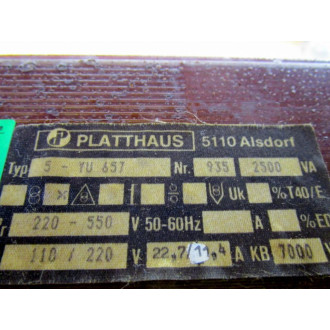 PLATTHAUS 5110 Alsdorf
Typ 5 - YU 657 Nr. 935 2500 VA
Uk %T40/E
220 - 550 V 50-60Hz A %ED
110 / 220 V 22,7/11,4 A KB 7000 V